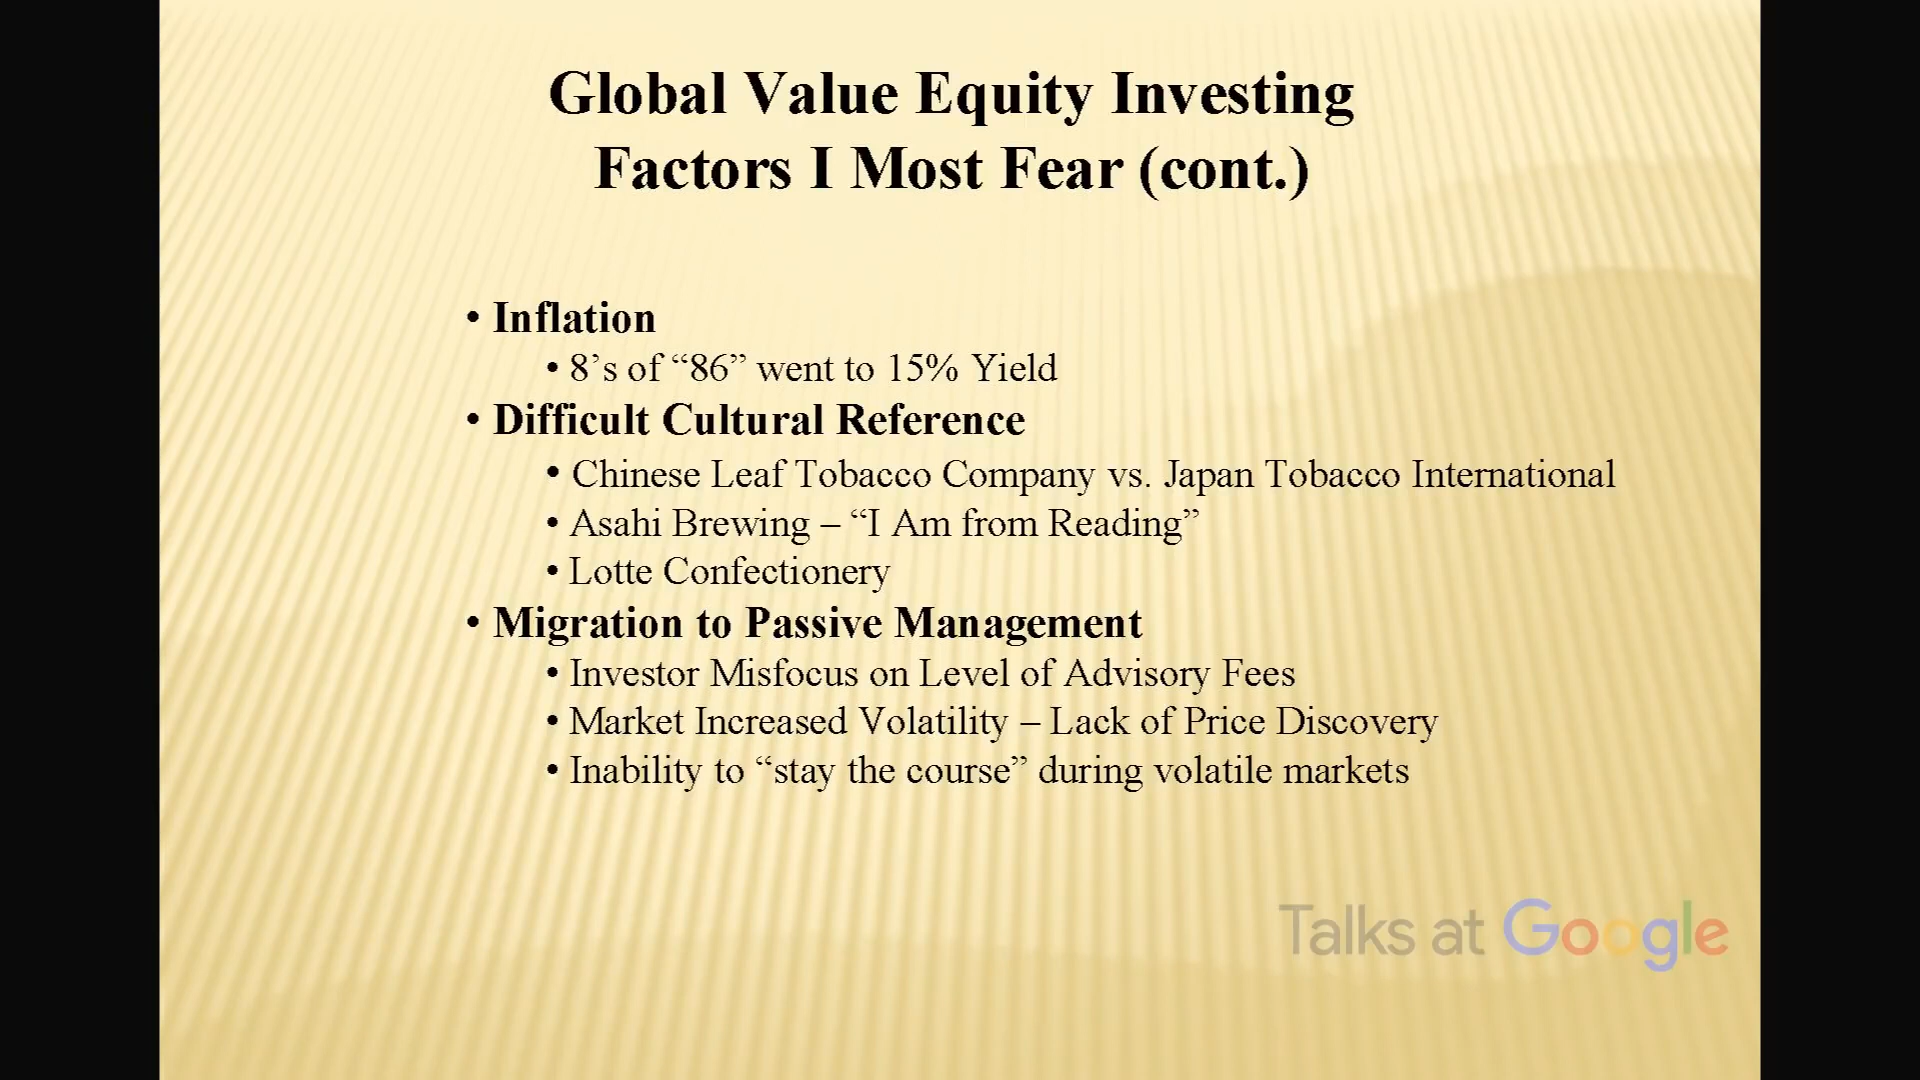 Global Value Equity Investing
Factors I Most Fear (cont.)
• Inflation
• 8’s of “86” went to 15% Yield
• Difficult Cultural Reference
• Chinese Leaf Tobacco Company vs. Japan Tobacco International
• Asahi Brewing – “I Am from Reading”
• Lotte Confectionery
• Migration to Passive Management
• Investor Misfocus on Level of Advisory Fees
• Market Increased Volatility – Lack of Price Discovery
• Inability to “stay the course” during volatile markets
Talks at Google